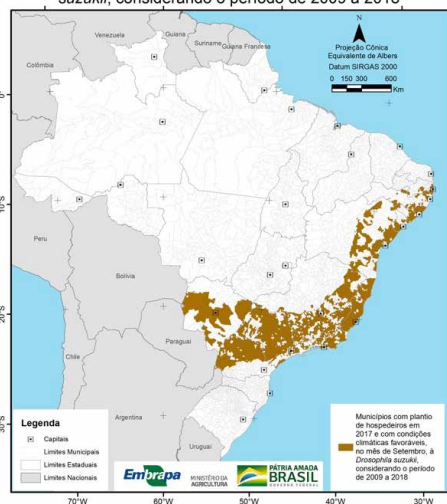 suzukii, considerando o período de 2009 a 2018
N
Projeção Cônica
Equivalente de Albers
Datum SIRGAS 2000
0 150 300 600
Km
Venezuela
Guiana
Suriname
Guiana Francesa
Colômbia
0°
10°S
Peru
Bolívia
20°S
Paraguai
Chile
Argentina
30°S
Uruguai
Legenda
Capitais
Limites Municipais
Limites Estaduais
Limites Nacionais
Embrapa
MINISTÉRIO DA
AGRICULTURA
PÁTRIA AMADA
BRASIL
GOVERNO FEDERAL
Municípios com plantio
de hospedeiros em
2017 e com condições
climáticas favoráveis,
no mês de Setembro, à
Drosophila suzuki,
considerando o período
de 2009 a 2018
70°W
60°W
50°W
40°W
30°W